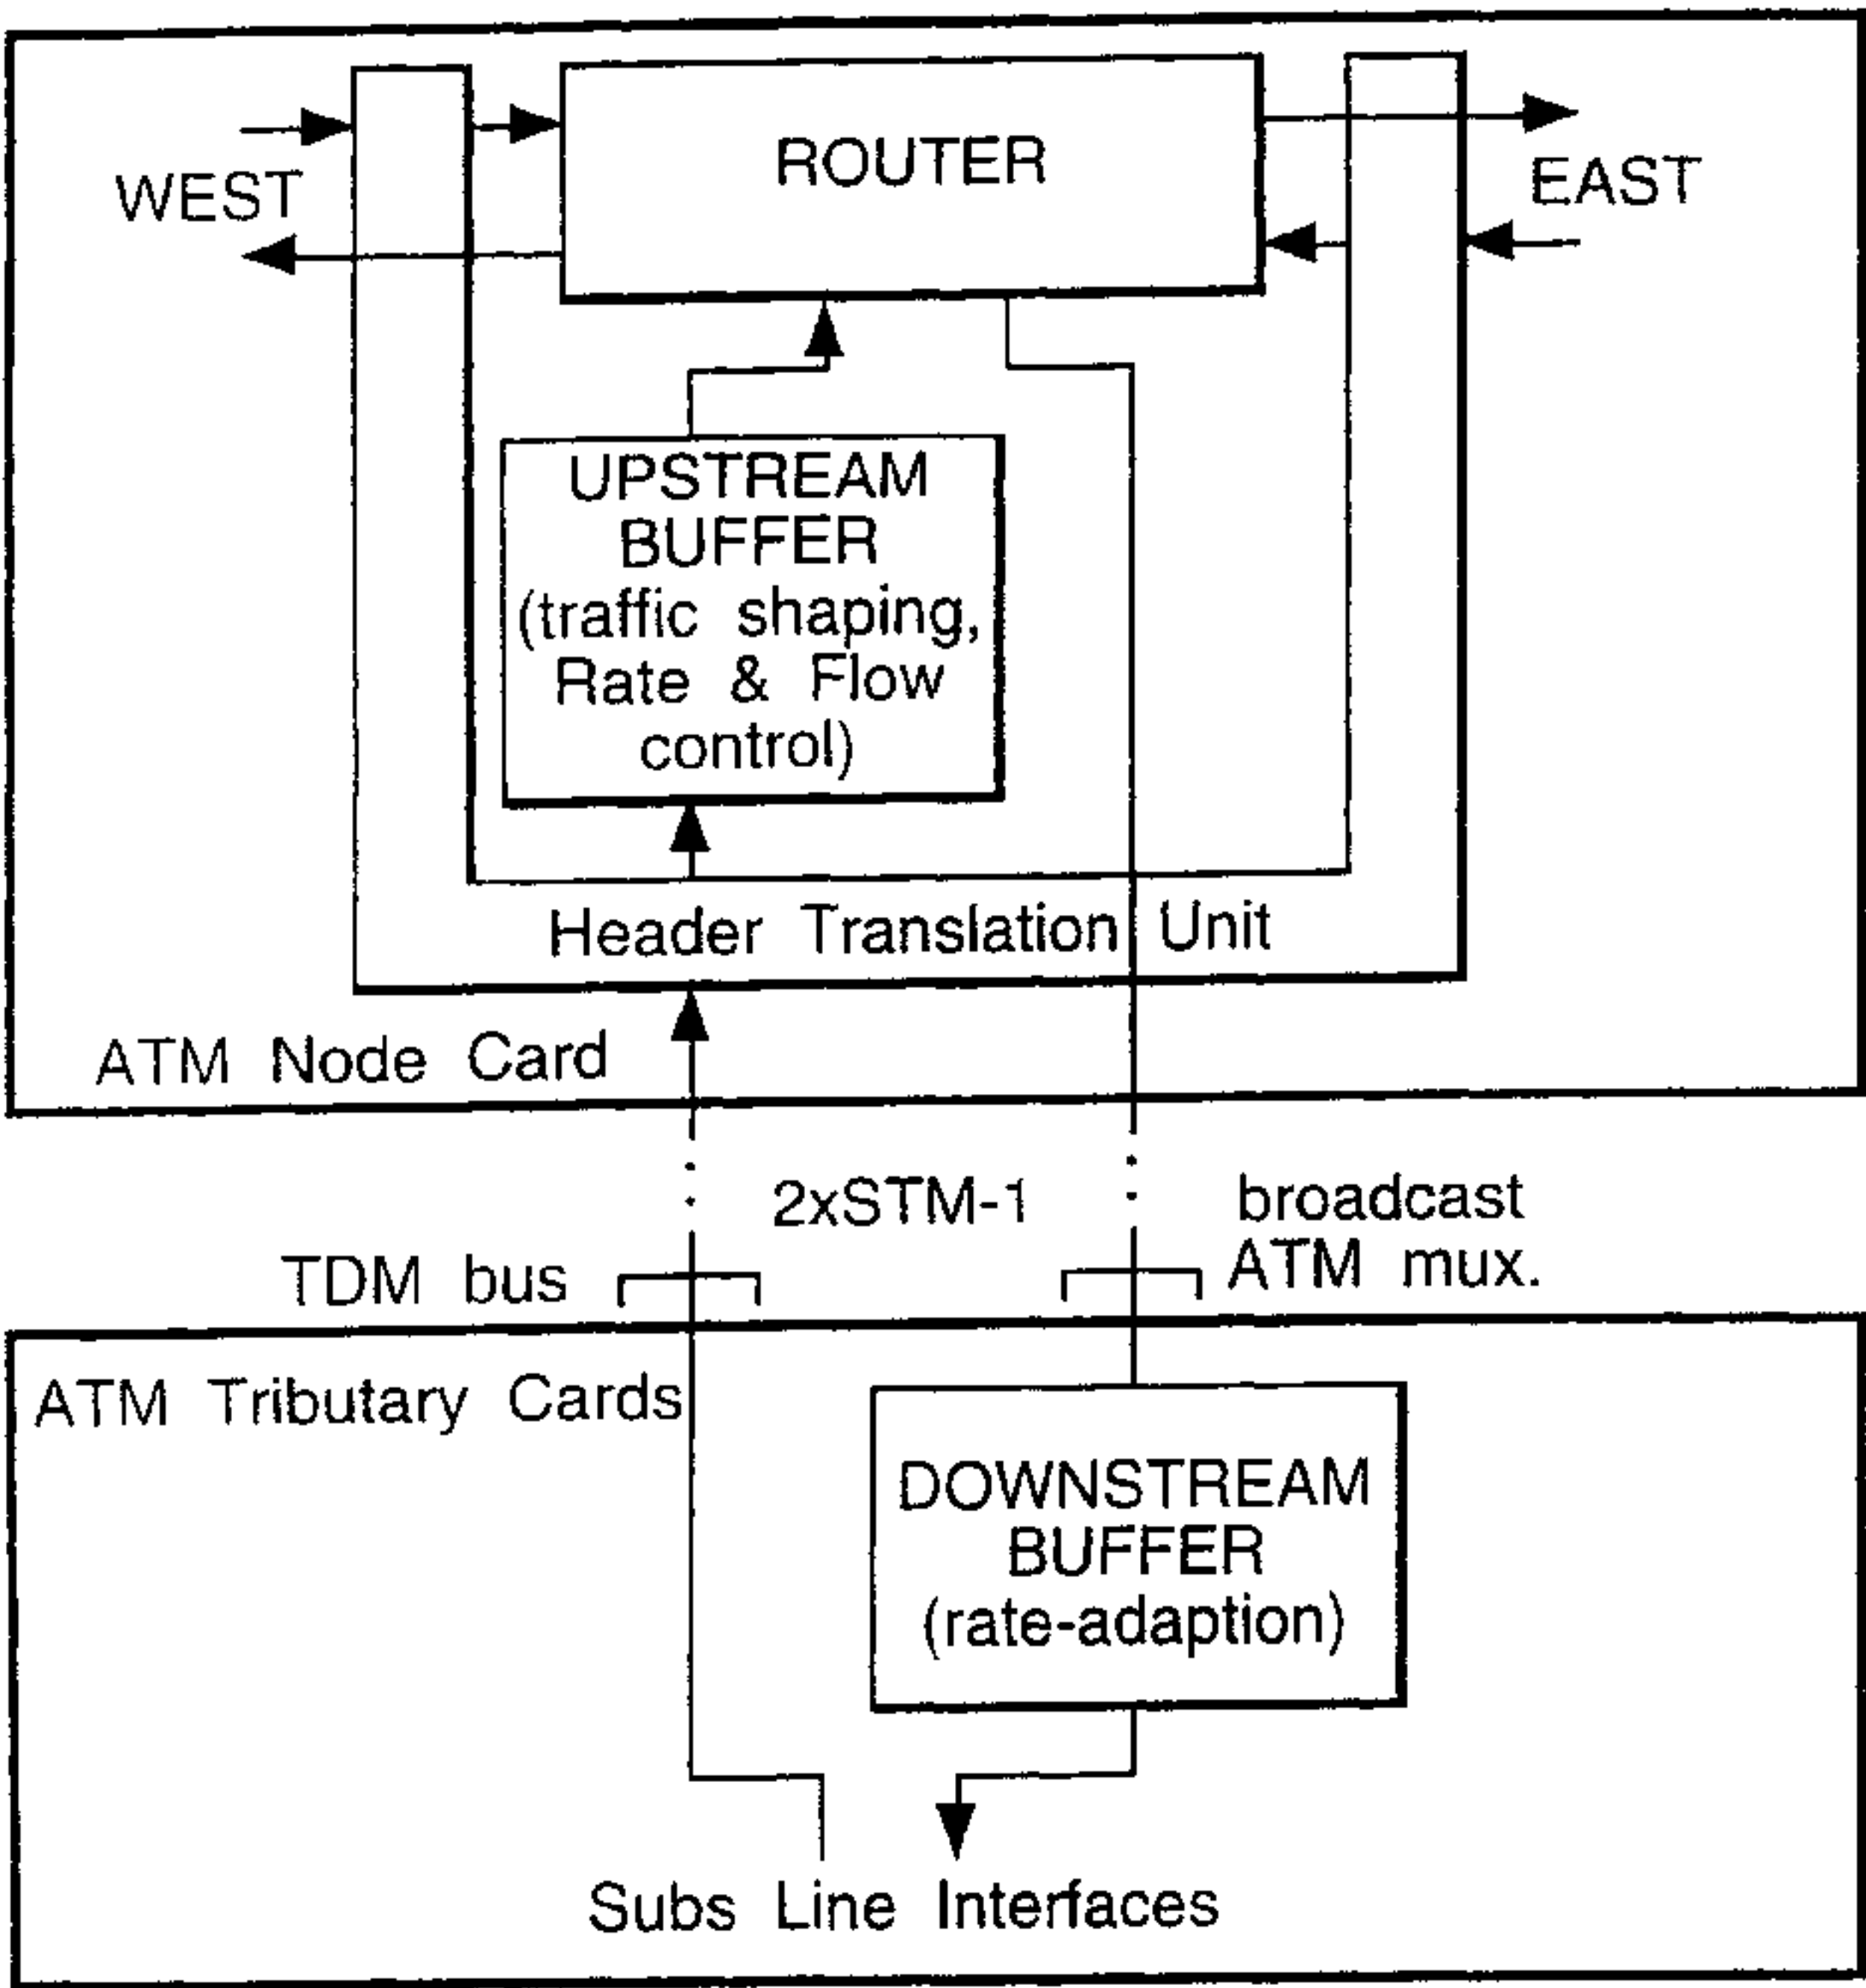 ROUTER
WEST
EAST
UPSTREAM
BUFFER
(traffic shaping,
Rate & Flow
control)
Header Translation Unit
ATM Node Card
2xSTM-1
broadcast
ATM mux.
TDM bus
ATM Tributary Cards
DOWNSTREAM
BUFFER
(rate-adaption)
Subs Line Interfaces